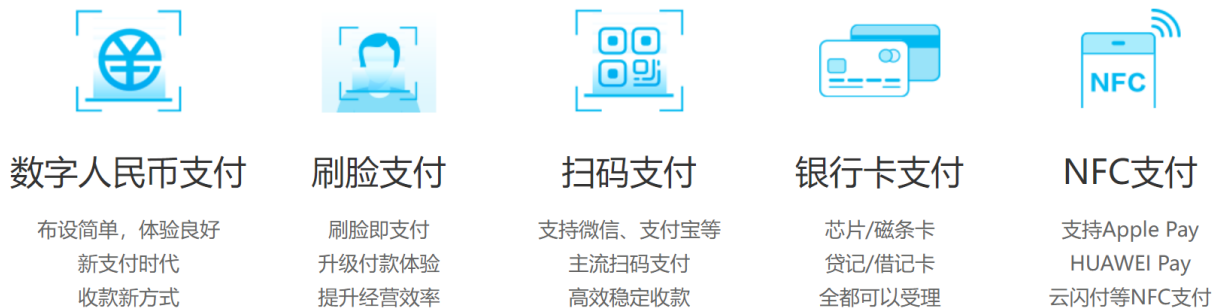 NFC
数字人民币支付
布设简单，体验良好
新支付时代
收款新方式
刷脸支付
刷脸即支付
升级付款体验
提升经营效率
扫码支付
支持微信、支付宝等
主流扫码支付
高效稳定收款
银行卡支付
芯片/磁条卡
贷记/借记卡
全都可以受理
NFC支付
支持Apple Pay
HUAWEI Pay
云闪付等NFC支付